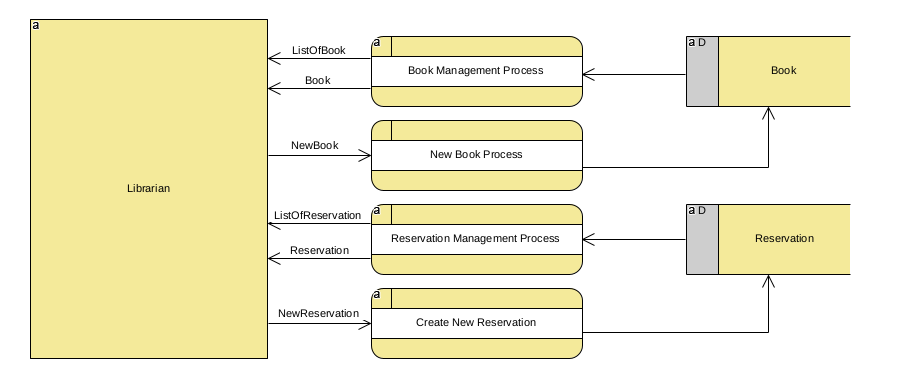 a
ListOfBook
a
Book Management Process
a D
Book
Book
NewBook
New Book Process
Librarian
ListOfReservation
a
Reservation Management Process
a D
Reservation
Reservation
a
NewReservation
Create New Reservation